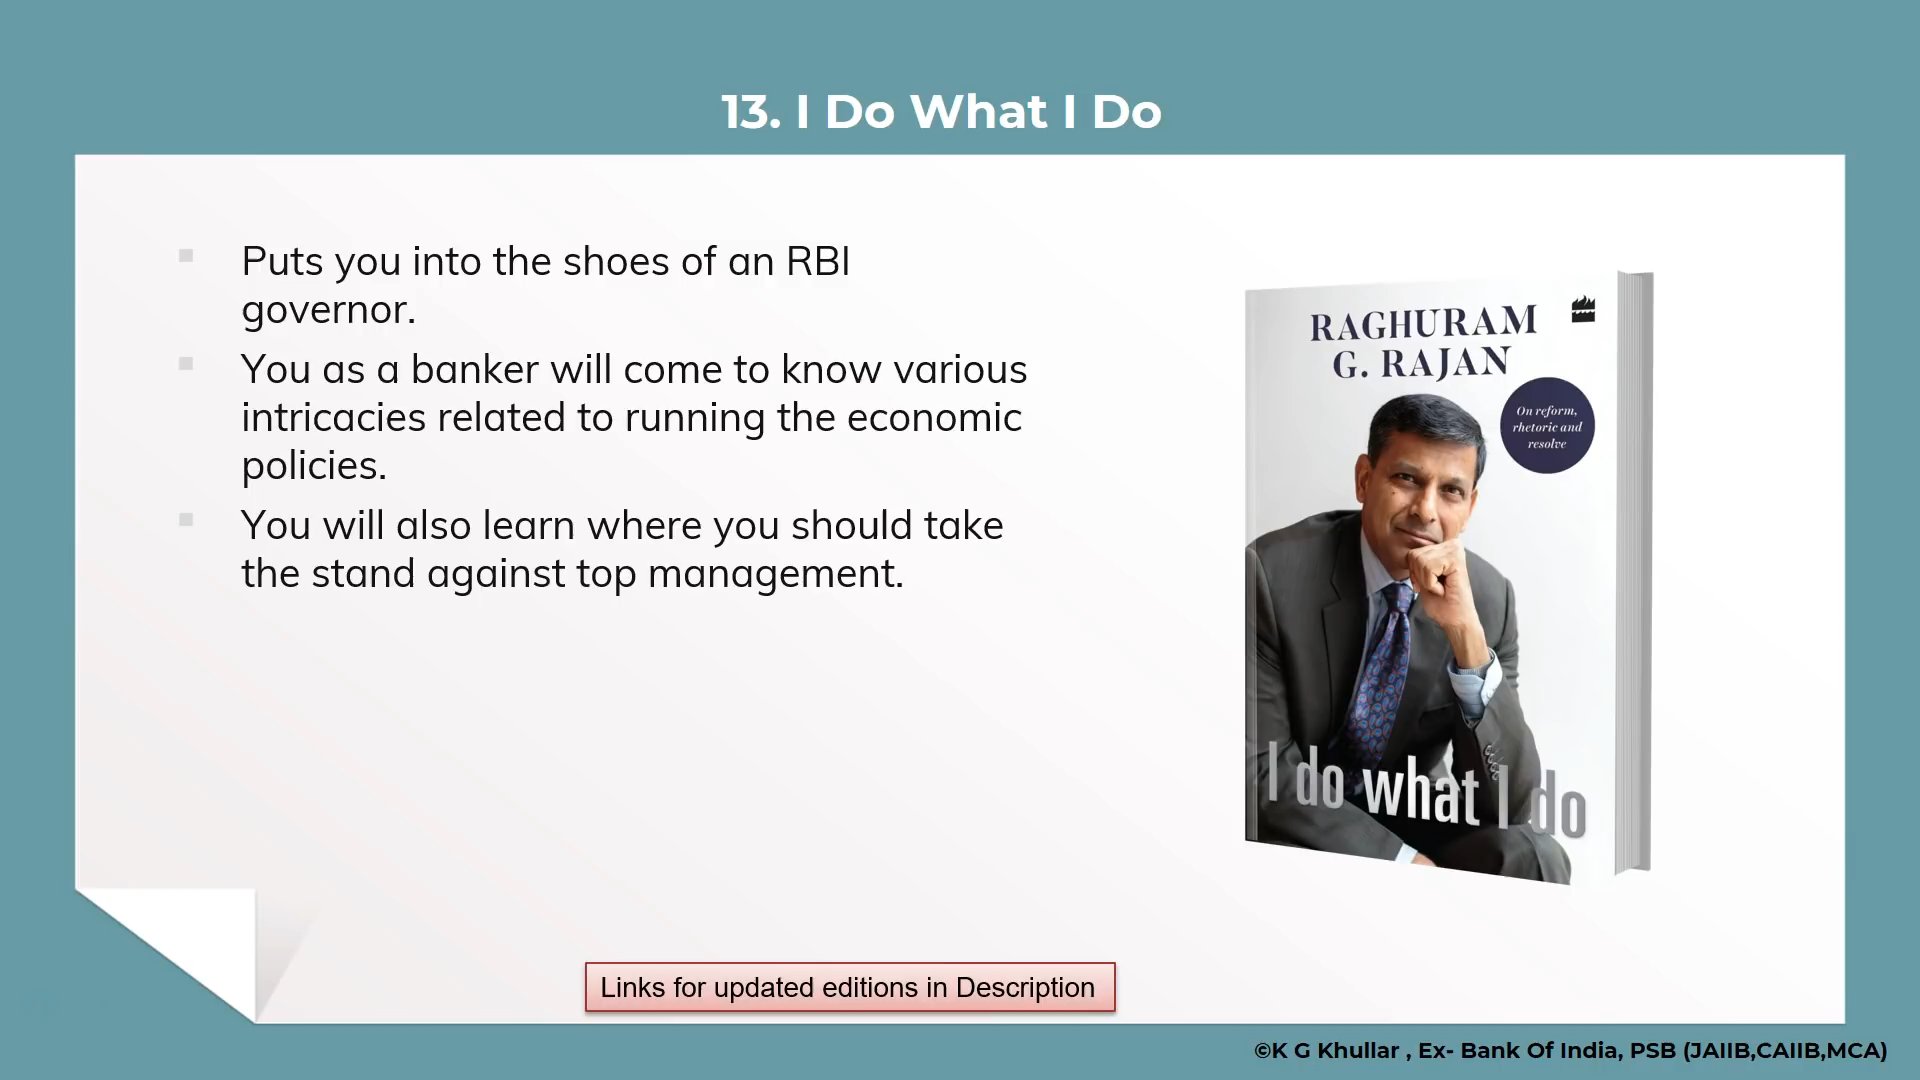 13. I Do What I Do
Puts you into the shoes of an RBI
governor.
You as a banker will come to know various
intricacies related to running the economic
policies.
You will also learn where you should take
the stand against top management.
RAGHURAM
G. RAJAN
On reform,
rhetoric and
resolve
I do what I do
Links for updated editions in Description
©K G Khullar , Ex- Bank Of India, PSB (JAIIB,CAIIB,MCA)